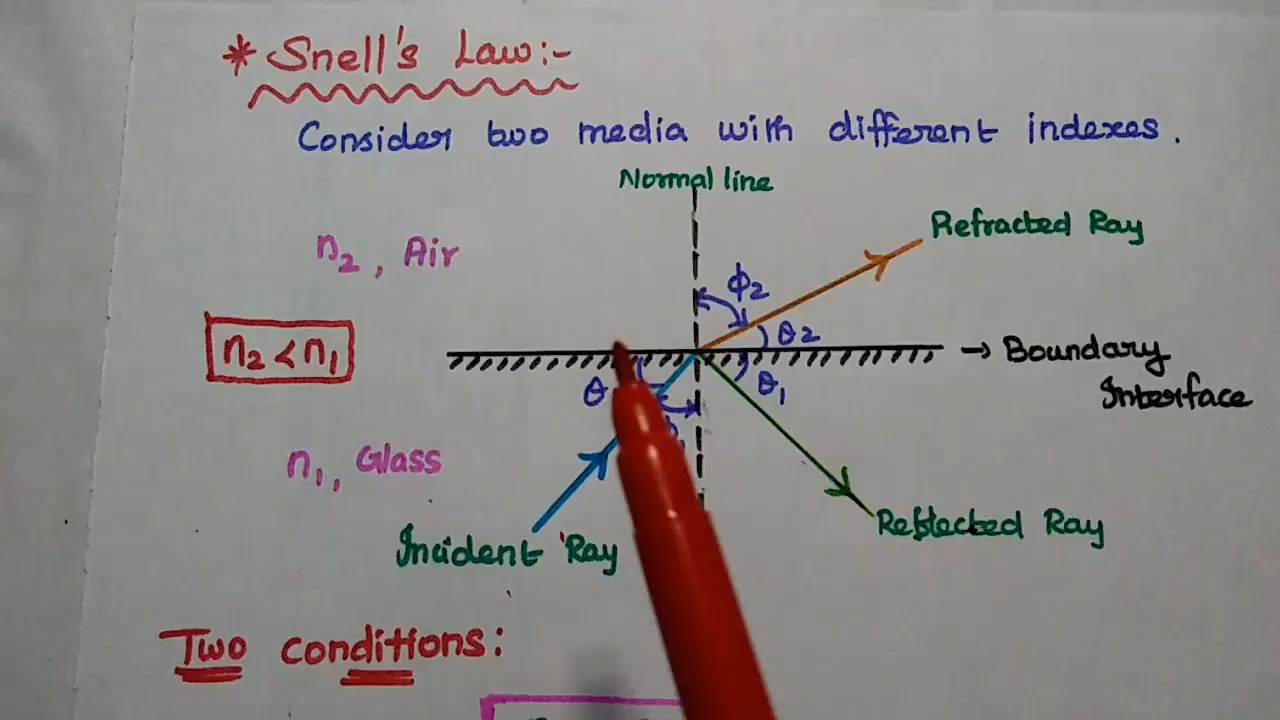 * Snell's Law:-
Consider two media with different indexes.
Normal line
Refracted Ray
n2, Air
ϕ2
θ2
n2 < n1
→ Boundary
Interface
θ
θ1
n1, Glass
Reflected Ray
Incident Ray
Two conditions: